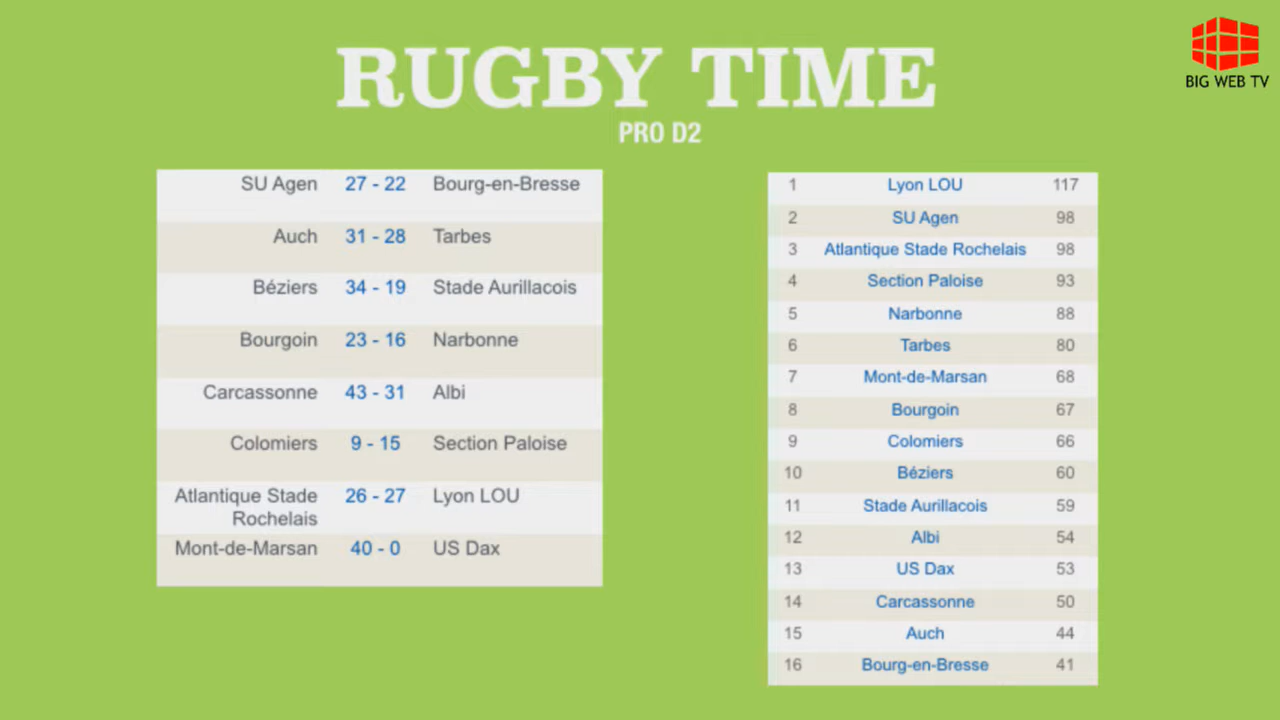 RUGBY TIME
BIG WEB TV
PRO D2
SU Agen 27 - 22 Bourg-en-Bresse
Auch 31 - 28 Tarbes
Béziers 34 - 19 Stade Aurillacois
Bourgoin 23 - 16 Narbonne
Carcassonne 43 - 31 Albi
Colomiers 9 - 15 Section Paloise
Atlantique Stade 26 - 27 Lyon LOU
Rochelais
Mont-de-Marsan 40 - 0 US Dax
1 Lyon LOU 117
2 SU Agen 98
3 Atlantique Stade Rochelais 98
4 Section Paloise 93
5 Narbonne 88
6 Tarbes 80
7 Mont-de-Marsan 68
8 Bourgoin 67
9 Colomiers 66
10 Béziers 60
11 Stade Aurillacois 59
12 Albi 54
13 US Dax 53
14 Carcassonne 50
15 Auch 44
16 Bourg-en-Bresse 41